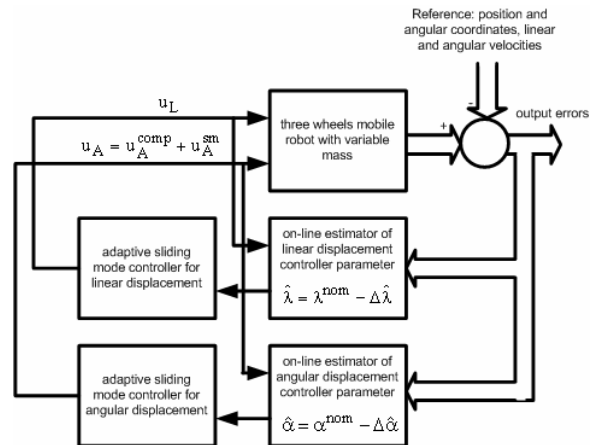 Reference: position and
angular coordinates, linear
and angular velocities
-
output errors
+
u_L
u_A = u_A^comp + u_A^sm
three wheels mobile
robot with variable
mass
adaptive sliding
mode controller for
linear displacement
on-line estimator of
linear displacement
controller parameter
λ̂ = λ^nom − Δλ̂
adaptive sliding
mode controller for
angular displacement
on-line estimator of
angular displacement
controller parameter
α̂ = α^nom − Δα̂